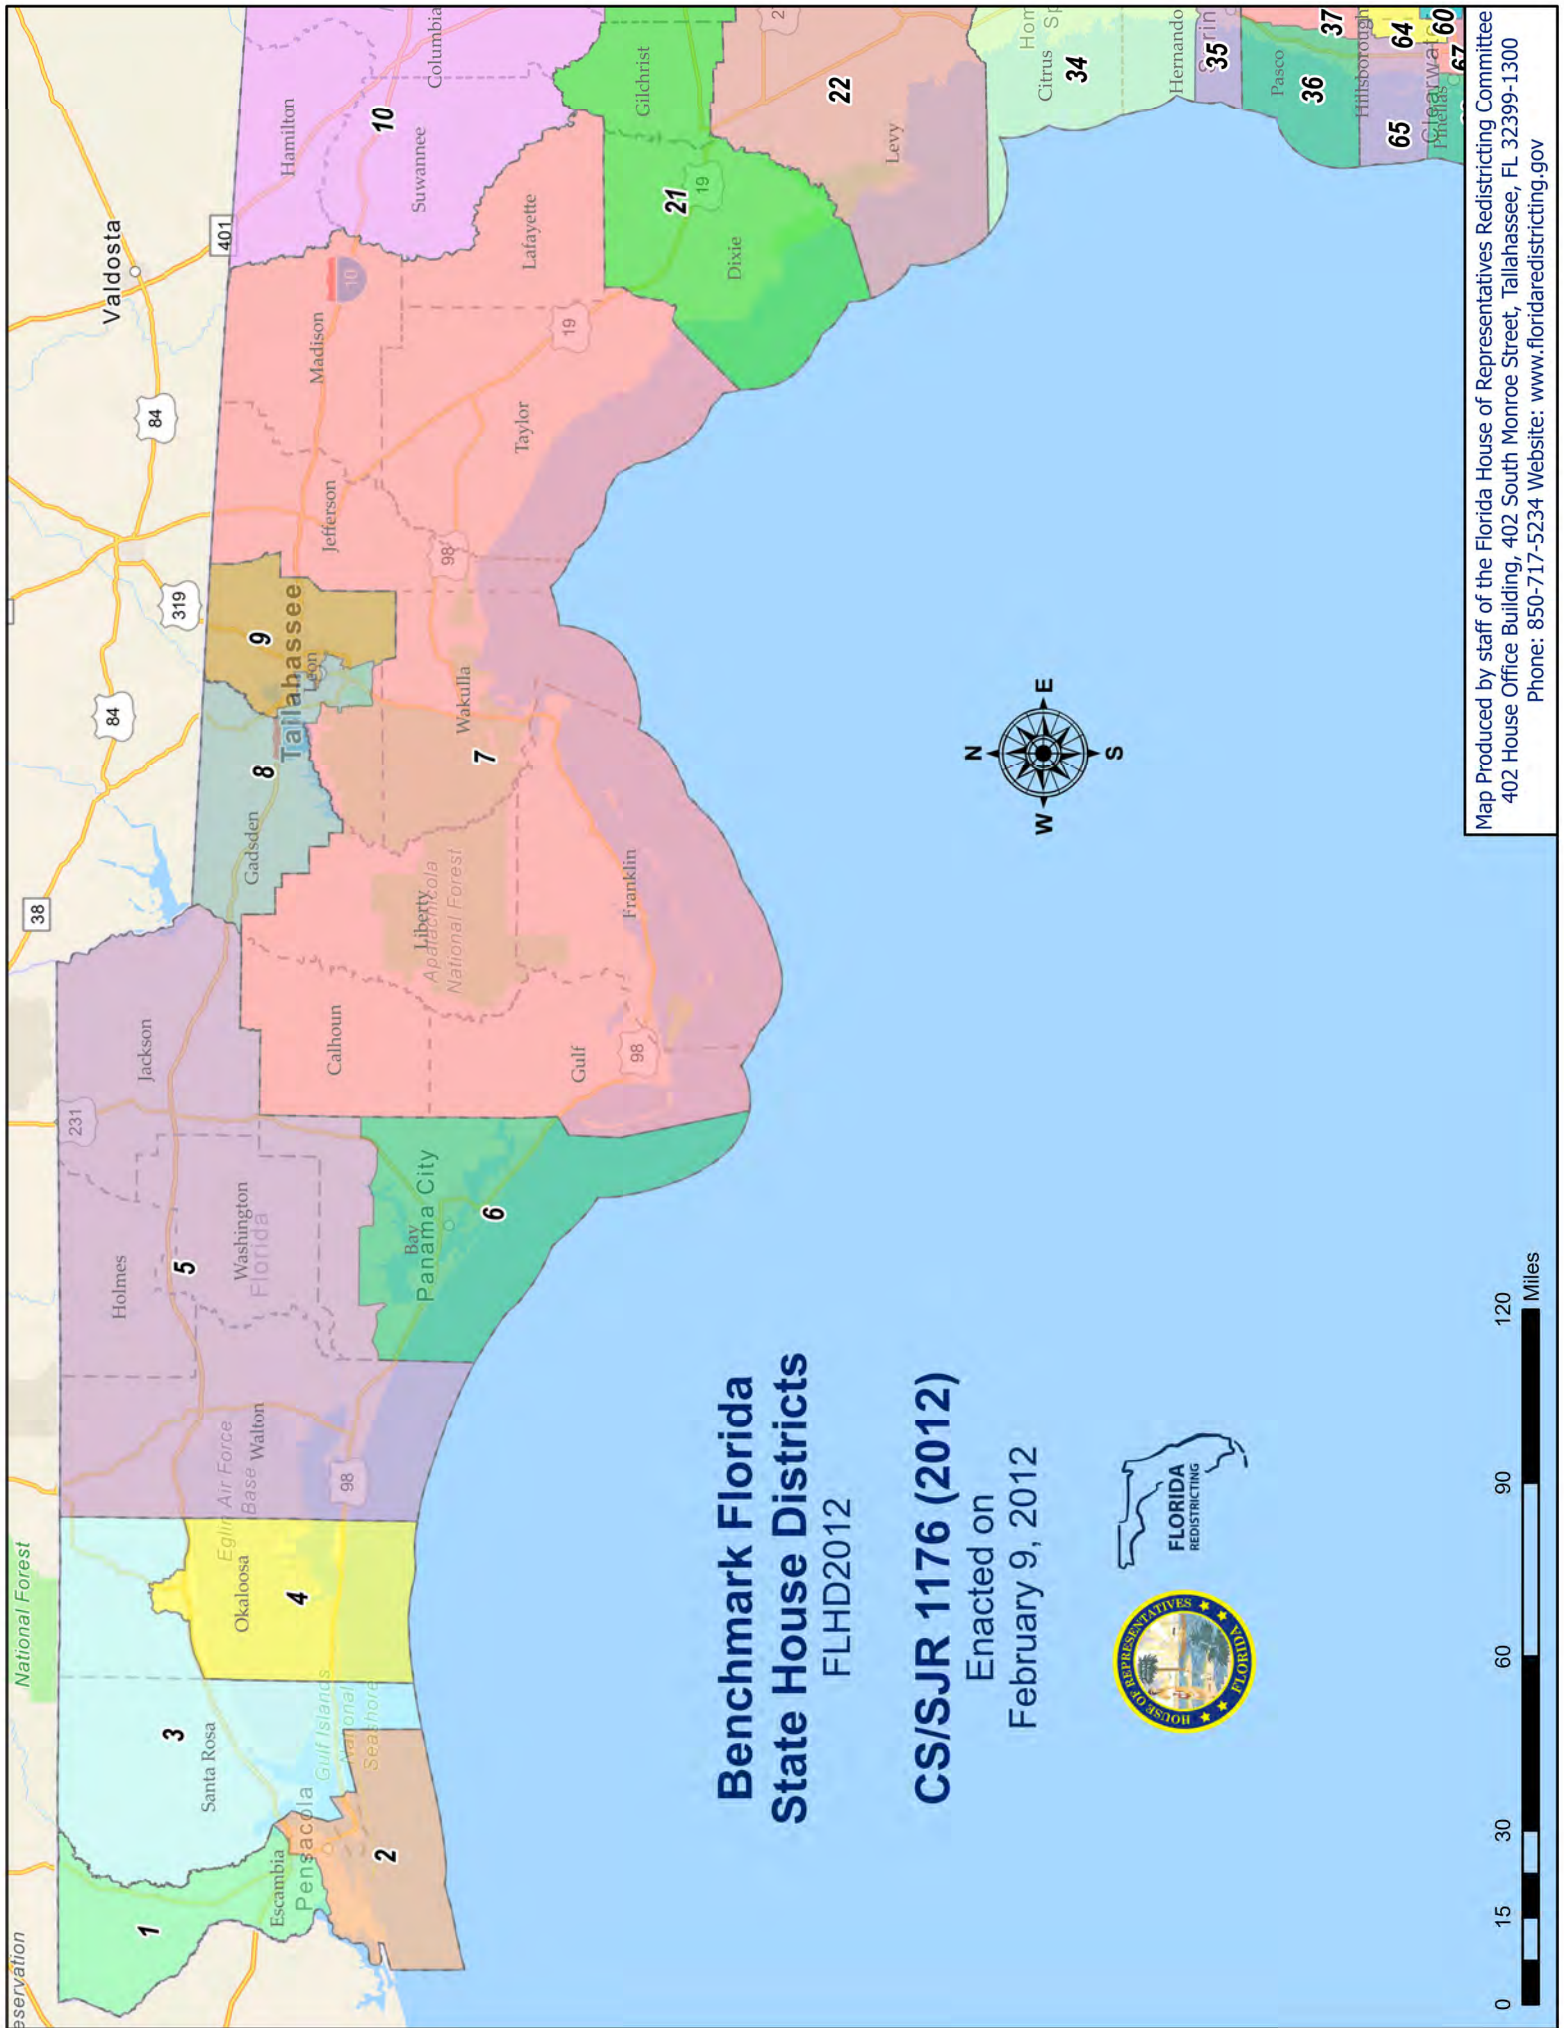 eservation
National Forest
38
84
319
84
Valdosta
401
231
1
Escambia
Pensacola
2
3
Santa Rosa
Gulf Islands
National
Seashore
Okaloosa
4
Eglin Air Force
Base
Walton
98
Holmes
5
Washington
Florida
Jackson
Bay
Panama City
6
Calhoun
Gulf
98
Liberty
Apalachicola
National Forest
Franklin
Gadsden
8
Tallahassee
Leon
9
Wakulla
7
98
Jefferson
Madison
10
Taylor
19
Lafayette
Hamilton
10
Columbia
Suwannee
Gilchrist
21
19
Dixie
22
Levy
Citrus
34
Hernando
35
Pasco
36
37
Hillsborough
64
65
60
67
Pinellas
N
W
E
S
Benchmark Florida
State House Districts
FLHD2012
CS/SJR 1176 (2012)
Enacted on
February 9, 2012
HOUSE OF REPRESENTATIVES
FLORIDA
FLORIDA
REDISTRICTING
0 15 30 60 90 120
Miles
Map Produced by staff of the Florida House of Representatives Redistricting Committee
402 House Office Building, 402 South Monroe Street, Tallahassee, FL 32399-1300
Phone: 850-717-5234 Website: www.floridaredistricting.gov